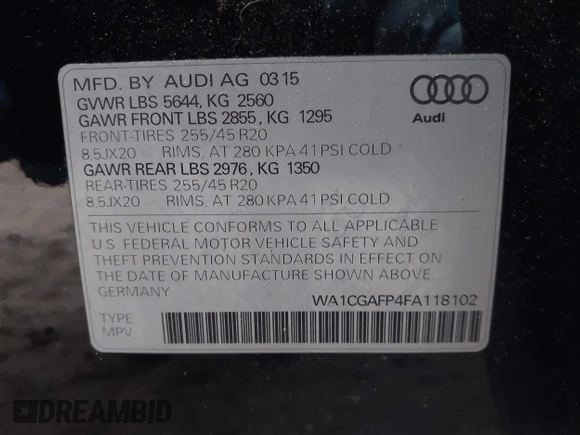 MFD. BY AUDI AG 03 15
GVWR LBS 5644, KG 2560
GAWR FRONT LBS 2855, KG 1295
FRONT-TIRES 255/45 R20
8,5JX20 RIMS, AT 280 KPA 41 PSI COLD
GAWR REAR LBS 2976, KG 1350
REAR-TIRES 255/45 R20
8,5JX20 RIMS, AT 280 KPA 41 PSI COLD
Audi
THIS VEHICLE CONFORMS TO ALL APPLICABLE
U.S. FEDERAL MOTOR VEHICLE SAFETY AND
THEFT PREVENTION STANDARDS IN EFFECT ON
THE DATE OF MANUFACTURE SHOWN ABOVE.
GERMANY
WA1CGAFP4FA118102
TYPE
MPV
DREAMBID